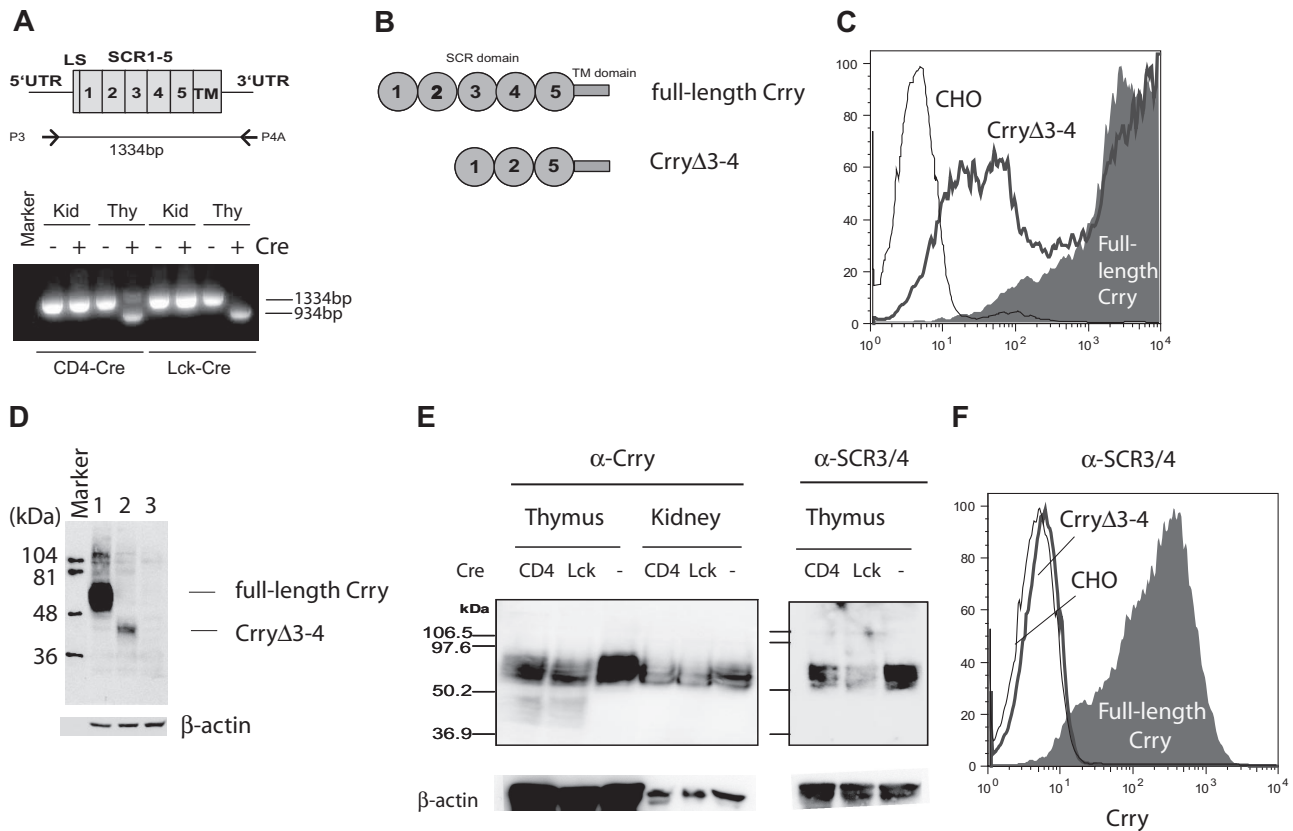 A
LS SCR1-5
5‘UTR 3‘UTR
1 2 3 4 5 TM
P3 P4A
1334bp
Marker
Kid Thy Kid Thy
- + - + - + - + Cre
1334bp
934bp
CD4-Cre Lck-Cre
B
SCR domain
TM domain
1 2 3 4 5
full-length Crry
1 2 5
CrryΔ3-4
C
100
80
60
40
20
0
CHO
CrryΔ3-4
Full-
length
Crry
10^0 10^1 10^2 10^3 10^4
D
Marker
(kDa) 1 2 3
104
81
48
36
full-length Crry
CrryΔ3-4
β-actin
E
α-Crry α-SCR3/4
Thymus Kidney Thymus
Cre CD4 Lck - CD4 Lck - CD4 Lck -
kDa
106.5
97.6
50.2
36.9
β-actin
F
α-SCR3/4
100
80
60
40
20
0
CrryΔ3-4
CHO
Full-length
Crry
10^0 10^1 10^2 10^3 10^4
Crry